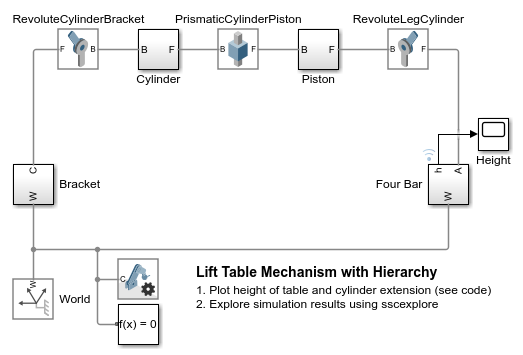 RevoluteCylinderBracket
PrismaticCylinderPiston
RevoluteLegCylinder
F B
B F
B F
B F
B F
Cylinder
Piston
Height
C
W
Bracket
Four Bar
h A
W
W
World
C
f(x) = 0
Lift Table Mechanism with Hierarchy
1. Plot height of table and cylinder extension (see code)
2. Explore simulation results using sscexplore